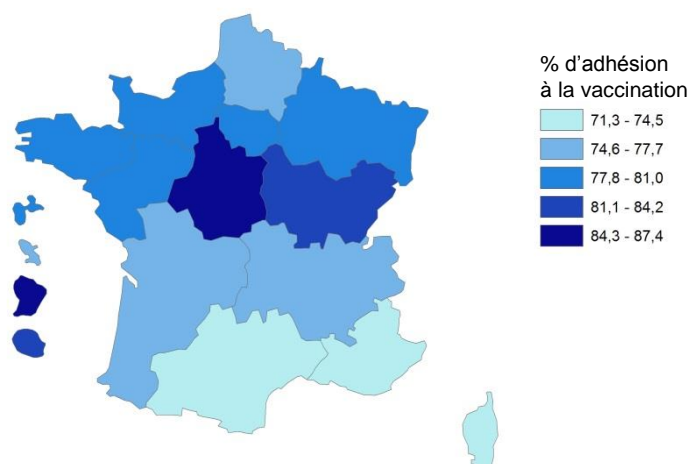 % d’adhésion
à la vaccination
71,3 - 74,5
74,6 - 77,7
77,8 - 81,0
81,1 - 84,2
84,3 - 87,4